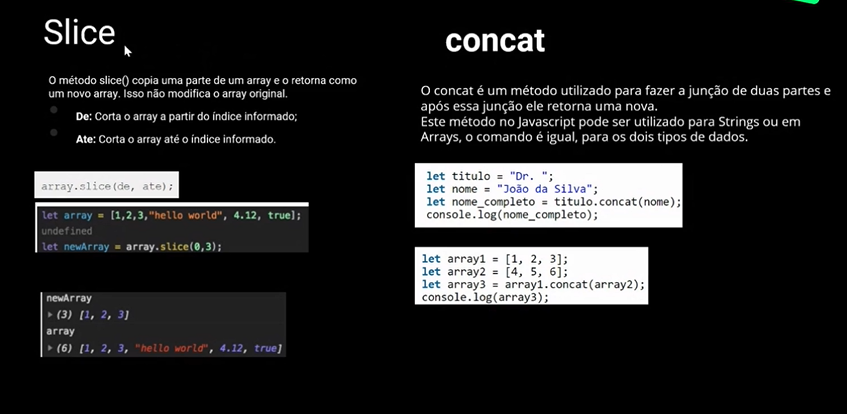 Slice
O método slice() copia uma parte de um array e o retorna como
um novo array. Isso não modifica o array original.
De: Corta o array a partir do índice informado;
Ate: Corta o array até o índice informado.
array.slice(de, ate);
let array = [1,2,3,"hello world", 4.12, true];
undefined
let newArray = array.slice(0,3);
newArray
(3) [1, 2, 3]
array
(6) [1, 2, 3, "hello world", 4.12, true]
concat
O concat é um método utilizado para fazer a junção de duas partes e
após essa junção ele retorna uma nova.
Este método no Javascript pode ser utilizado para Strings ou em
Arrays, o comando é igual, para os dois tipos de dados.
let titulo = "Dr. ";
let nome = "João da Silva";
let nome_completo = titulo.concat(nome);
console.log(nome_completo);
let array1 = [1, 2, 3];
let array2 = [4, 5, 6];
let array3 = array1.concat(array2);
console.log(array3);